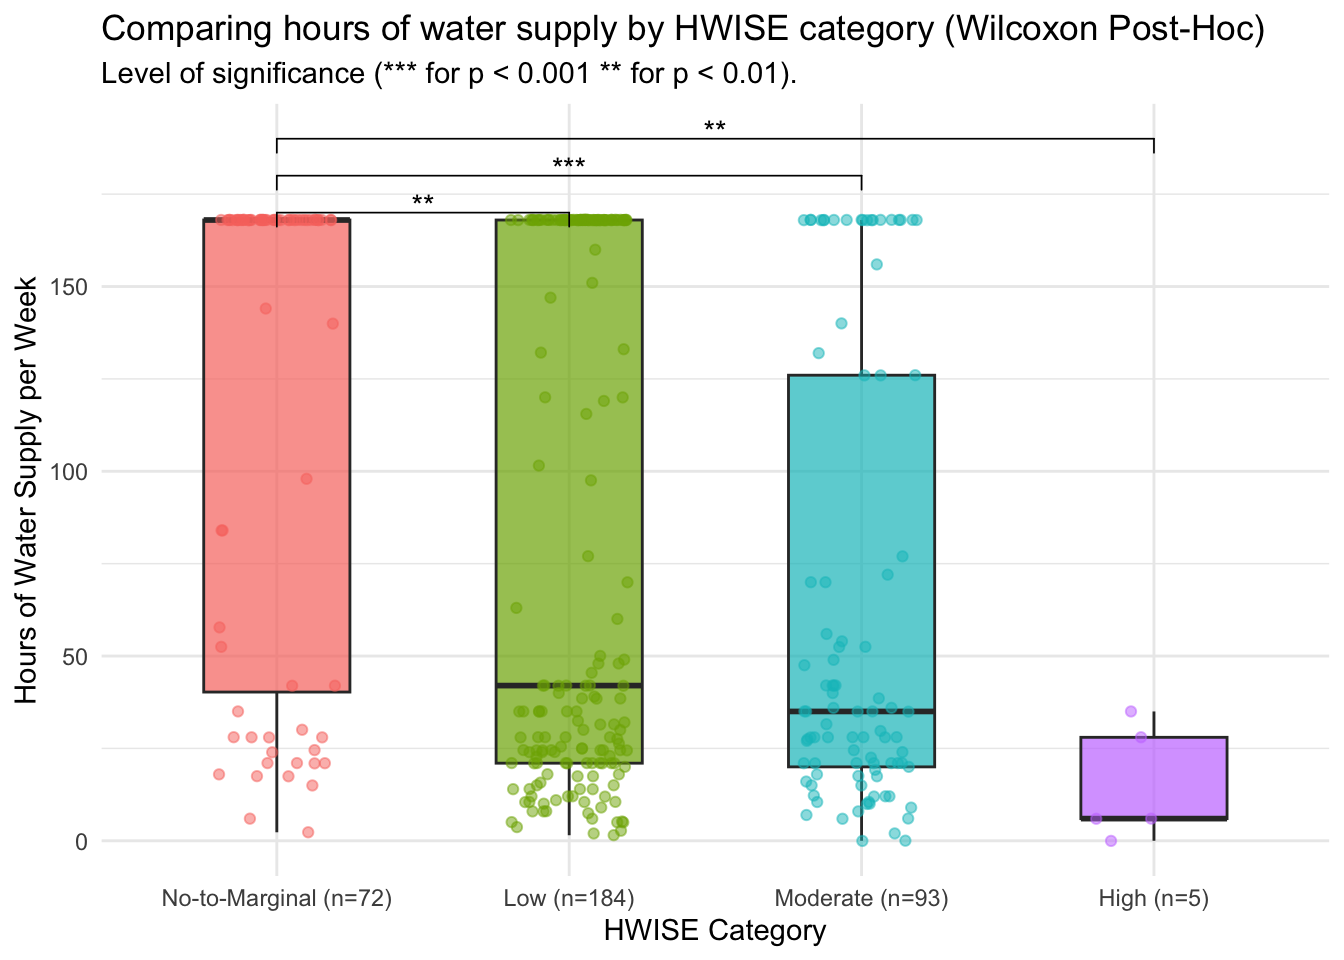 Comparing hours of water supply by HWISE category (Wilcoxon Post-Hoc)
Level of significance (*** for p < 0.001 ** for p < 0.01).
**
***
**
Hours of Water Supply per Week
150
100
50
0
No-to-Marginal (n=72)
Low (n=184)
Moderate (n=93)
High (n=5)
HWISE Category